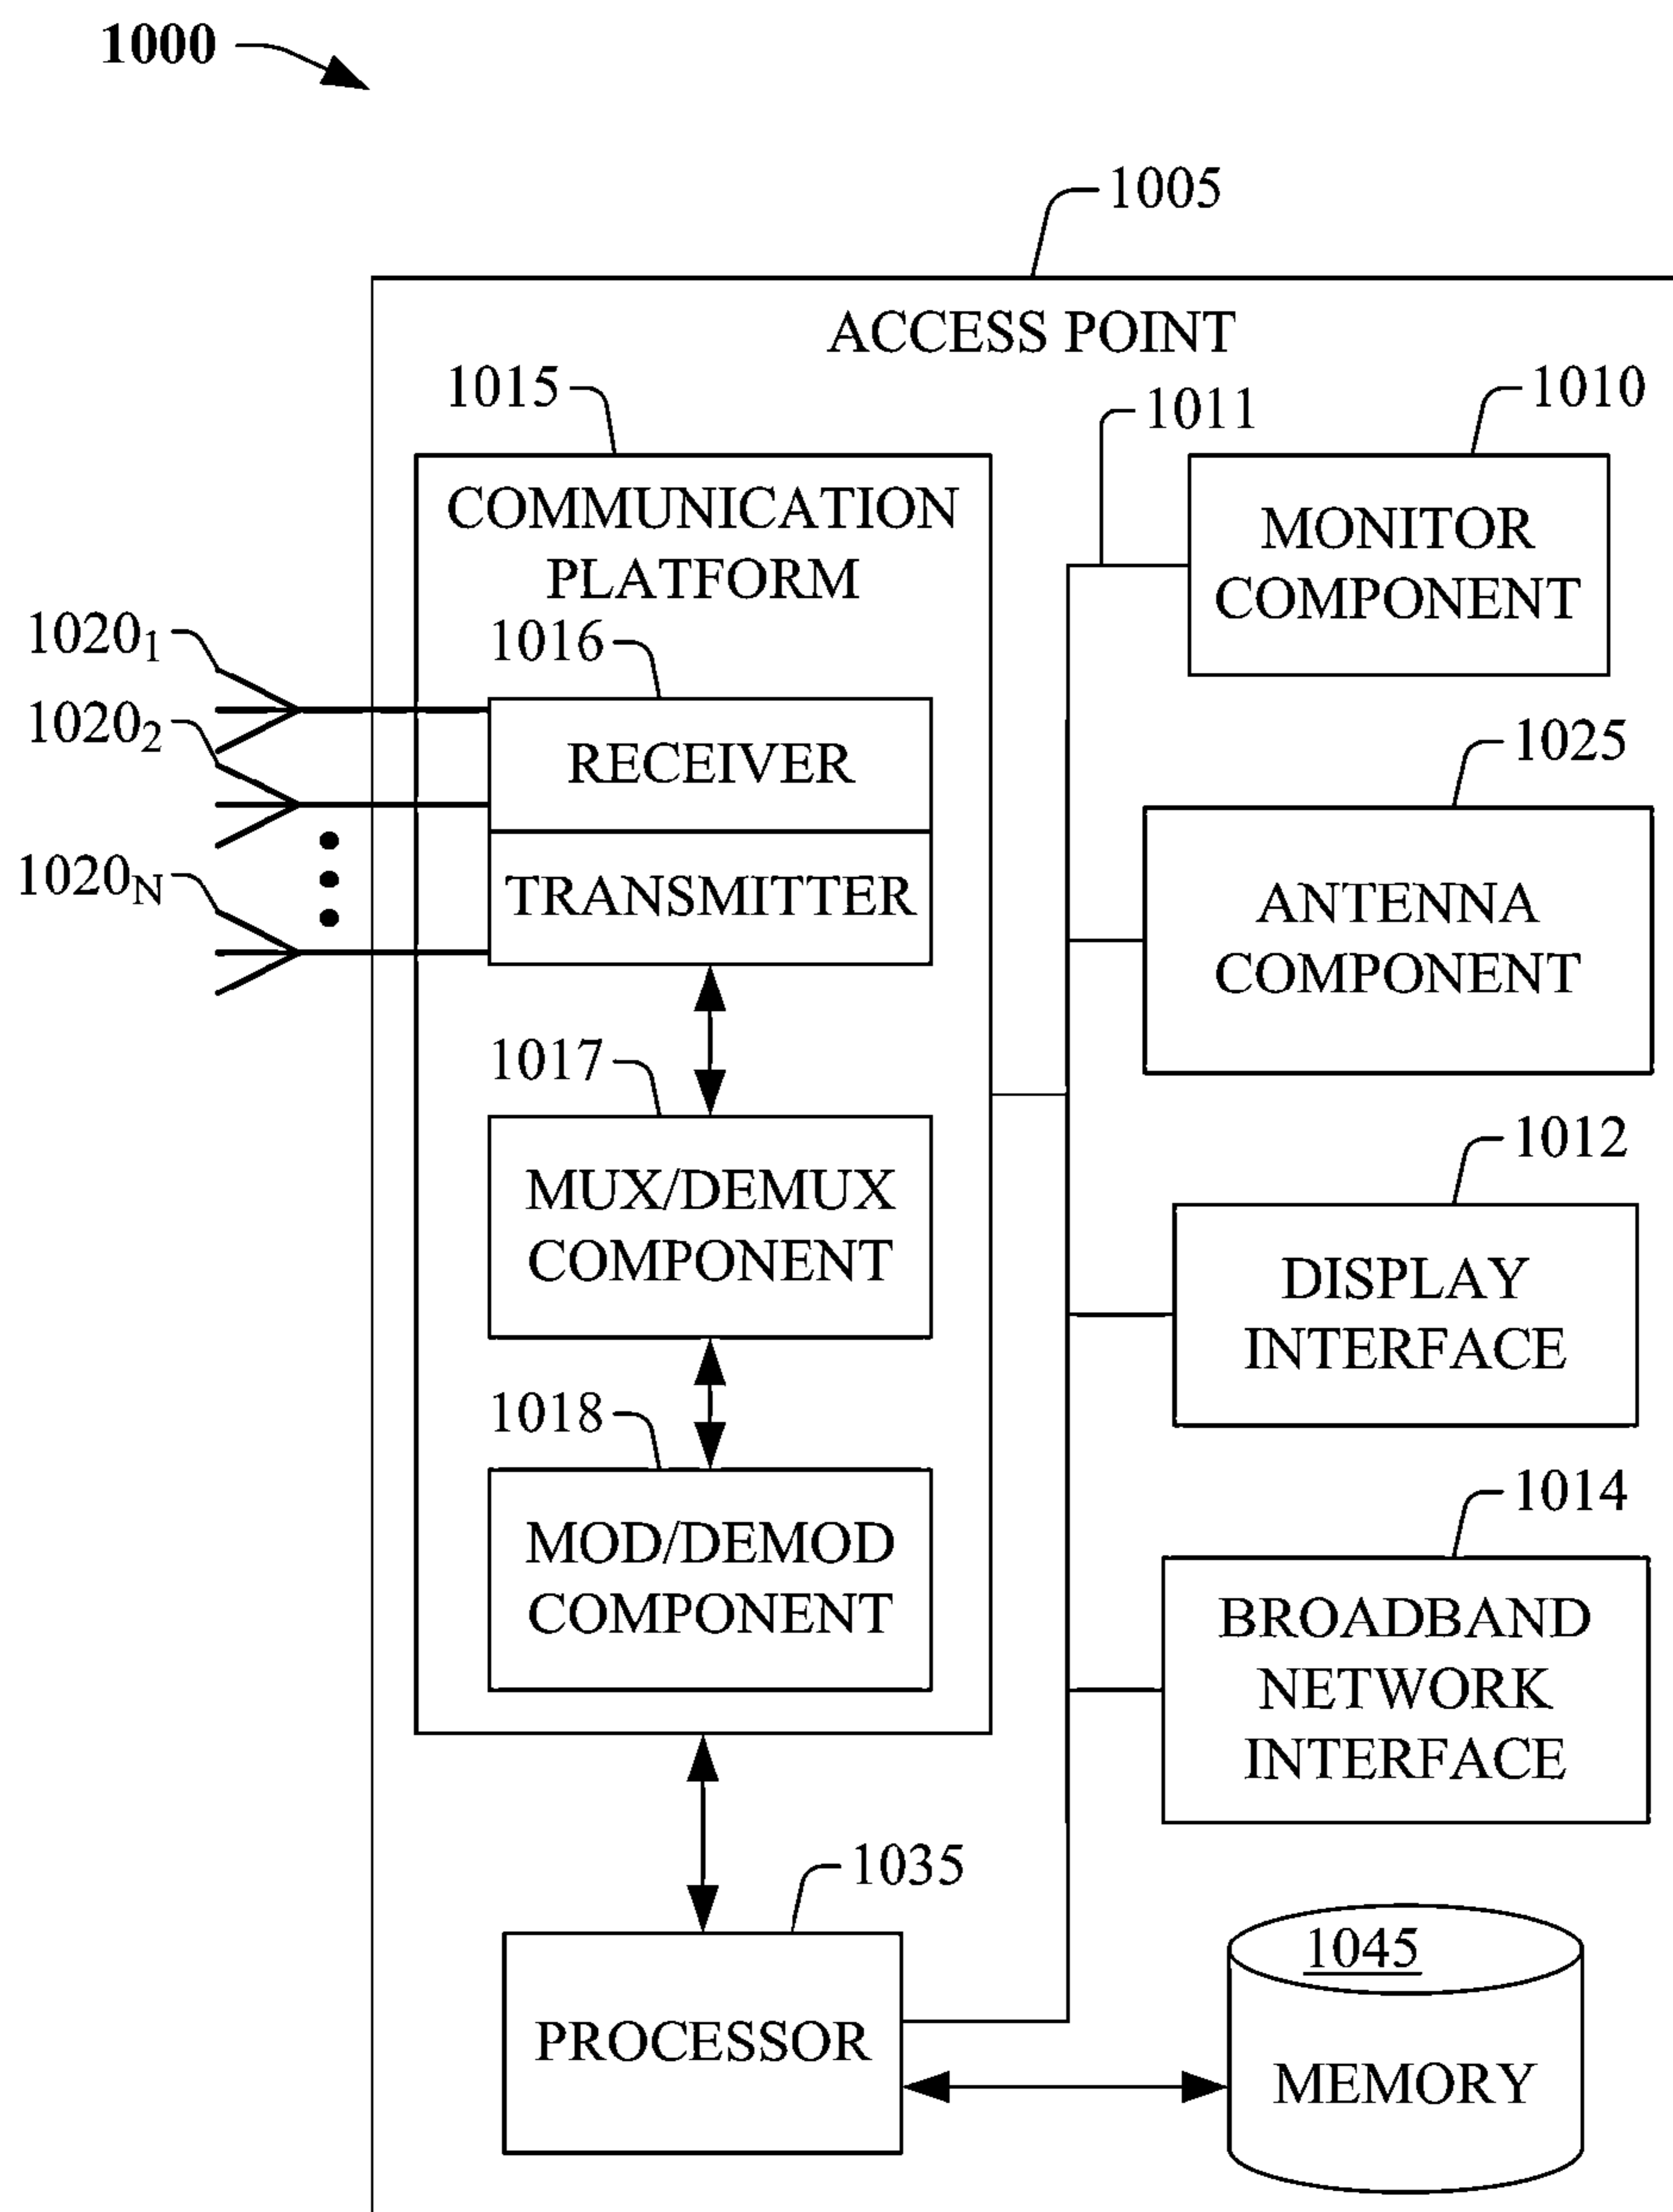 1000
1005
ACCESS POINT
1015
1010
1011
COMMUNICATION
PLATFORM
MONITOR
COMPONENT
1020₁
1016
1020₂
RECEIVER
1025
1020_N
TRANSMITTER
ANTENNA
COMPONENT
1017
MUX/DEMUX
COMPONENT
1012
DISPLAY
INTERFACE
1018
MOD/DEMOD
COMPONENT
1014
BROADBAND
NETWORK
INTERFACE
1035
PROCESSOR
1045
MEMORY